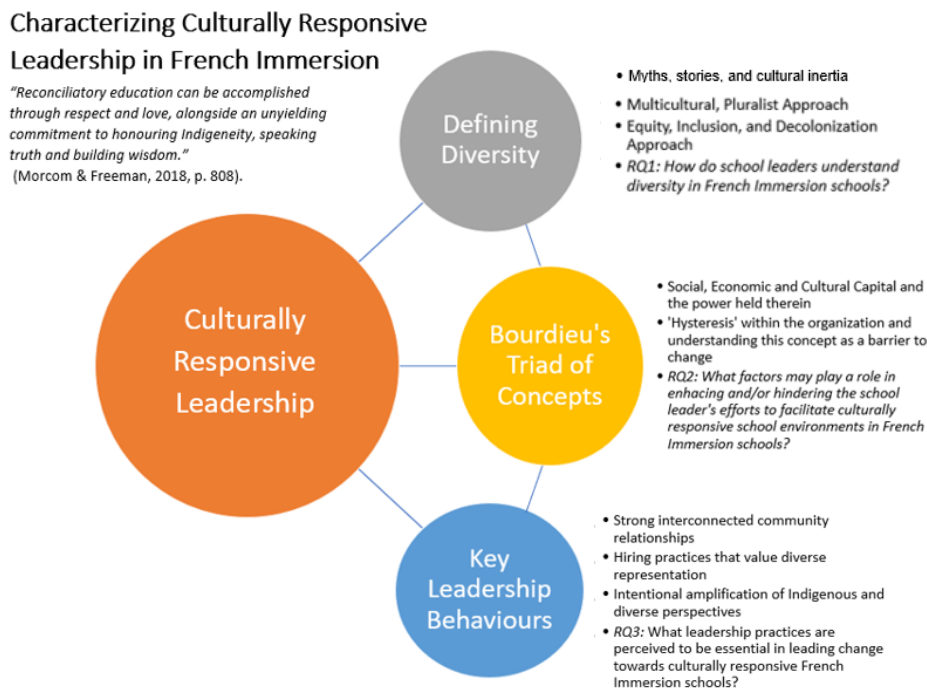 Characterizing Culturally Responsive
Leadership in French Immersion
“Reconciliatory education can be accomplished
through respect and love, alongside an unyielding
commitment to honouring Indigeneity, speaking
truth and building wisdom.”
(Morcom & Freeman, 2018, p. 808).
Defining
Diversity
• Myths, stories, and cultural inertia
• Multicultural, Pluralist Approach
• Equity, Inclusion, and Decolonization
Approach
• RQ1: How do school leaders understand
diversity in French Immersion schools?
Culturally
Responsive
Leadership
Bourdieu's
Triad of
Concepts
• Social, Economic and Cultural Capital and
the power held therein
• 'Hysteresis' within the organization and
understanding this concept as a barrier to
change
• RQ2: What factors may play a role in
enhacing and/or hindering the school
leader's efforts to facilitate culturally
responsive school environments in French
Immersion schools?
Key
Leadership
Behaviours
• Strong interconnected community
relationships
• Hiring practices that value diverse
representation
• Intentional amplification of Indigenous and
diverse perspectives
• RQ3: What leadership practices are
perceived to be essential in leading change
towards culturally responsive French
Immersion schools?